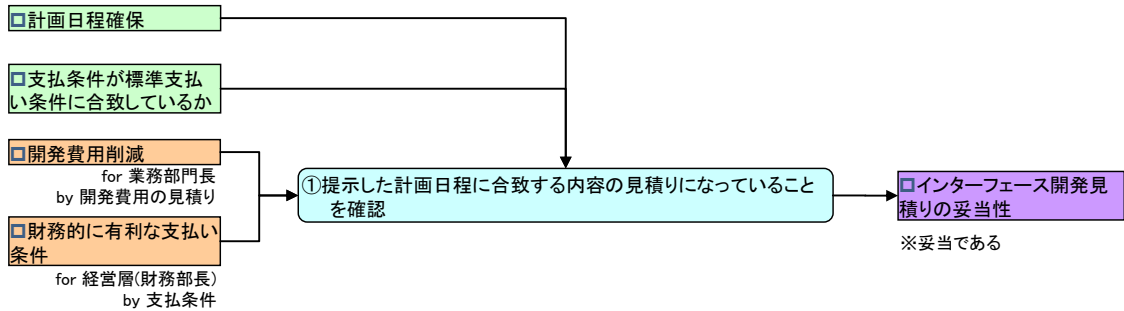 □計画日程確保
□支払条件が標準支払
い条件に合致しているか
□開発費用削減
for 業務部門長
by 開発費用の見積り
□財務的に有利な支払い
条件
for 経営層(財務部長)
by 支払条件
①提示した計画日程に合致する内容の見積りになっていること
を確認
□インターフェース開発見
積りの妥当性
※妥当である